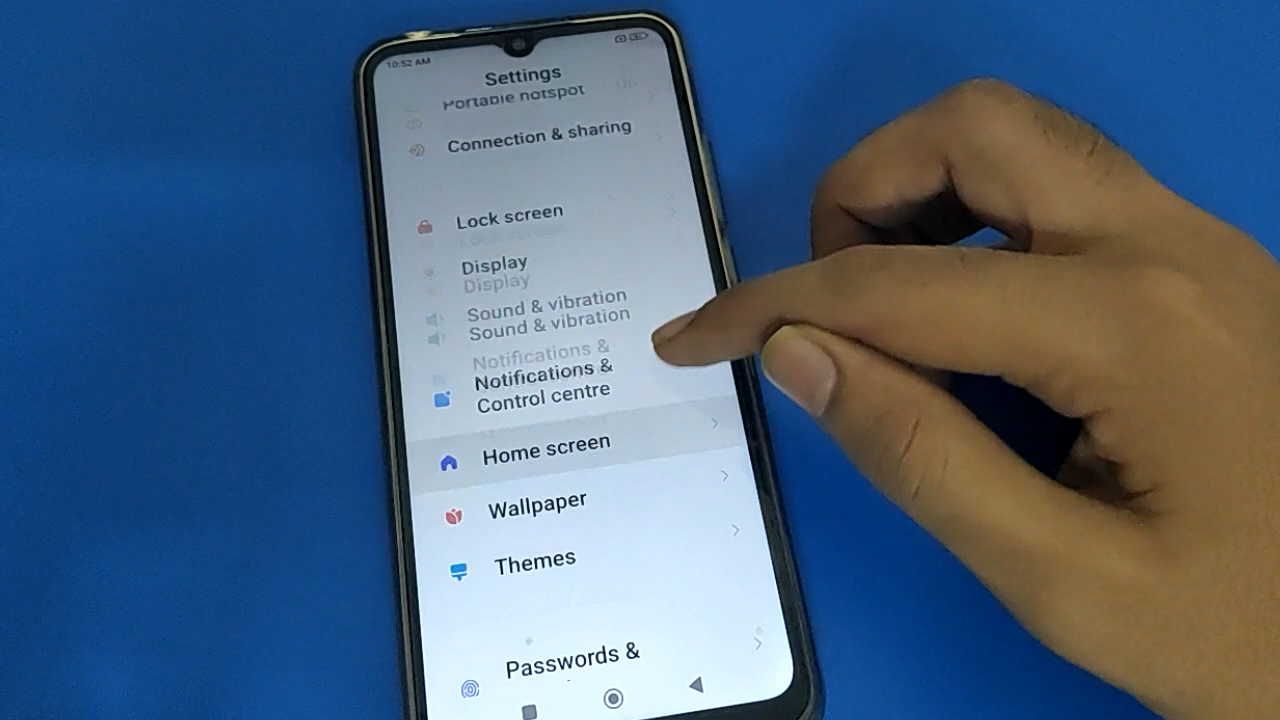 10:52 AM
Settings
Portable hotspot
Connection & sharing
Lock screen
Display
Display
Sound & vibration
Sound & vibration
Notifications &
Notifications &
Control centre
Home screen
Wallpaper
Themes
Passwords &